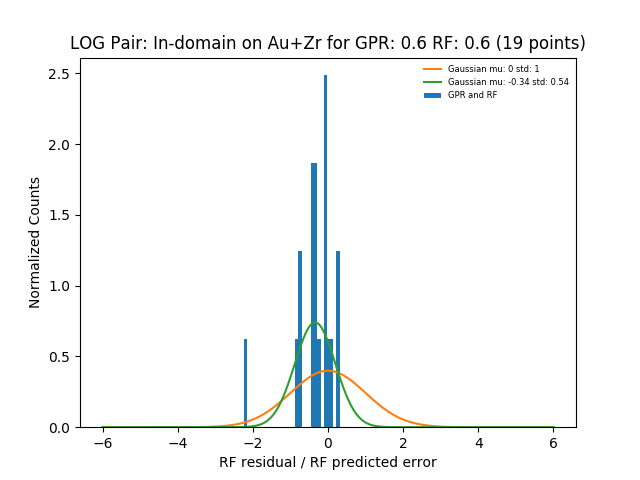 LOG Pair: In-domain on Au+Zr for GPR: 0.6 RF: 0.6 (19 points)
Gaussian mu: 0 std: 1
Gaussian mu: -0.34 std: 0.54
GPR and RF
Normalized Counts
2.5
2.0
1.5
1.0
0.5
0.0
−6 −4 −2 0 2 4 6
RF residual / RF predicted error